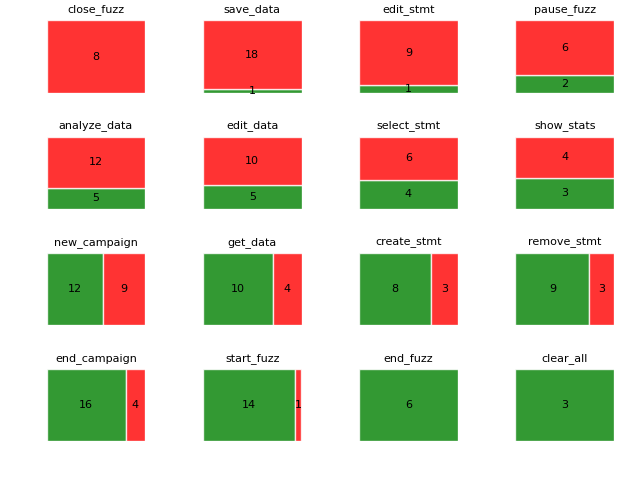 close_fuzz save_data edit_stmt pause_fuzz
8 18 9 6
1 1 2
analyze_data edit_data select_stmt show_stats
12 10 6 4
5 5 4 3
new_campaign get_data create_stmt remove_stmt
12 9 10 4 8 3 9 3
end_campaign start_fuzz end_fuzz clear_all
16 4 14 1 6 3